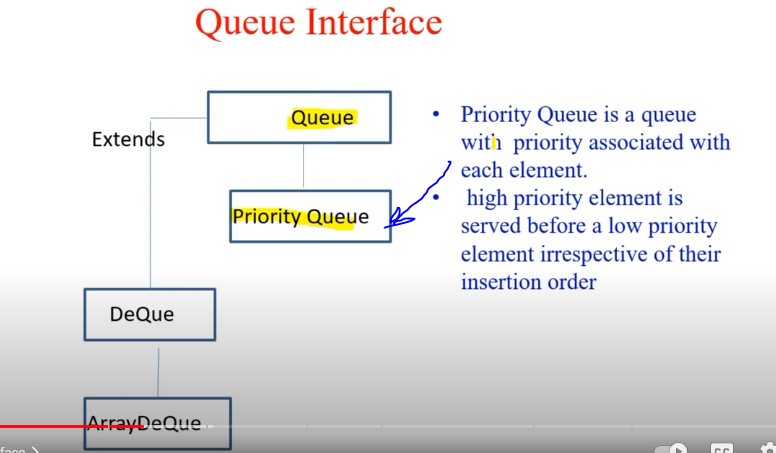 Queue Interface
Queue
Extends
Priority Queue
DeQue
ArrayDeQue
• Priority Queue is a queue
with priority associated with
each element.
• high priority element is
served before a low priority
element irrespective of their
insertion order